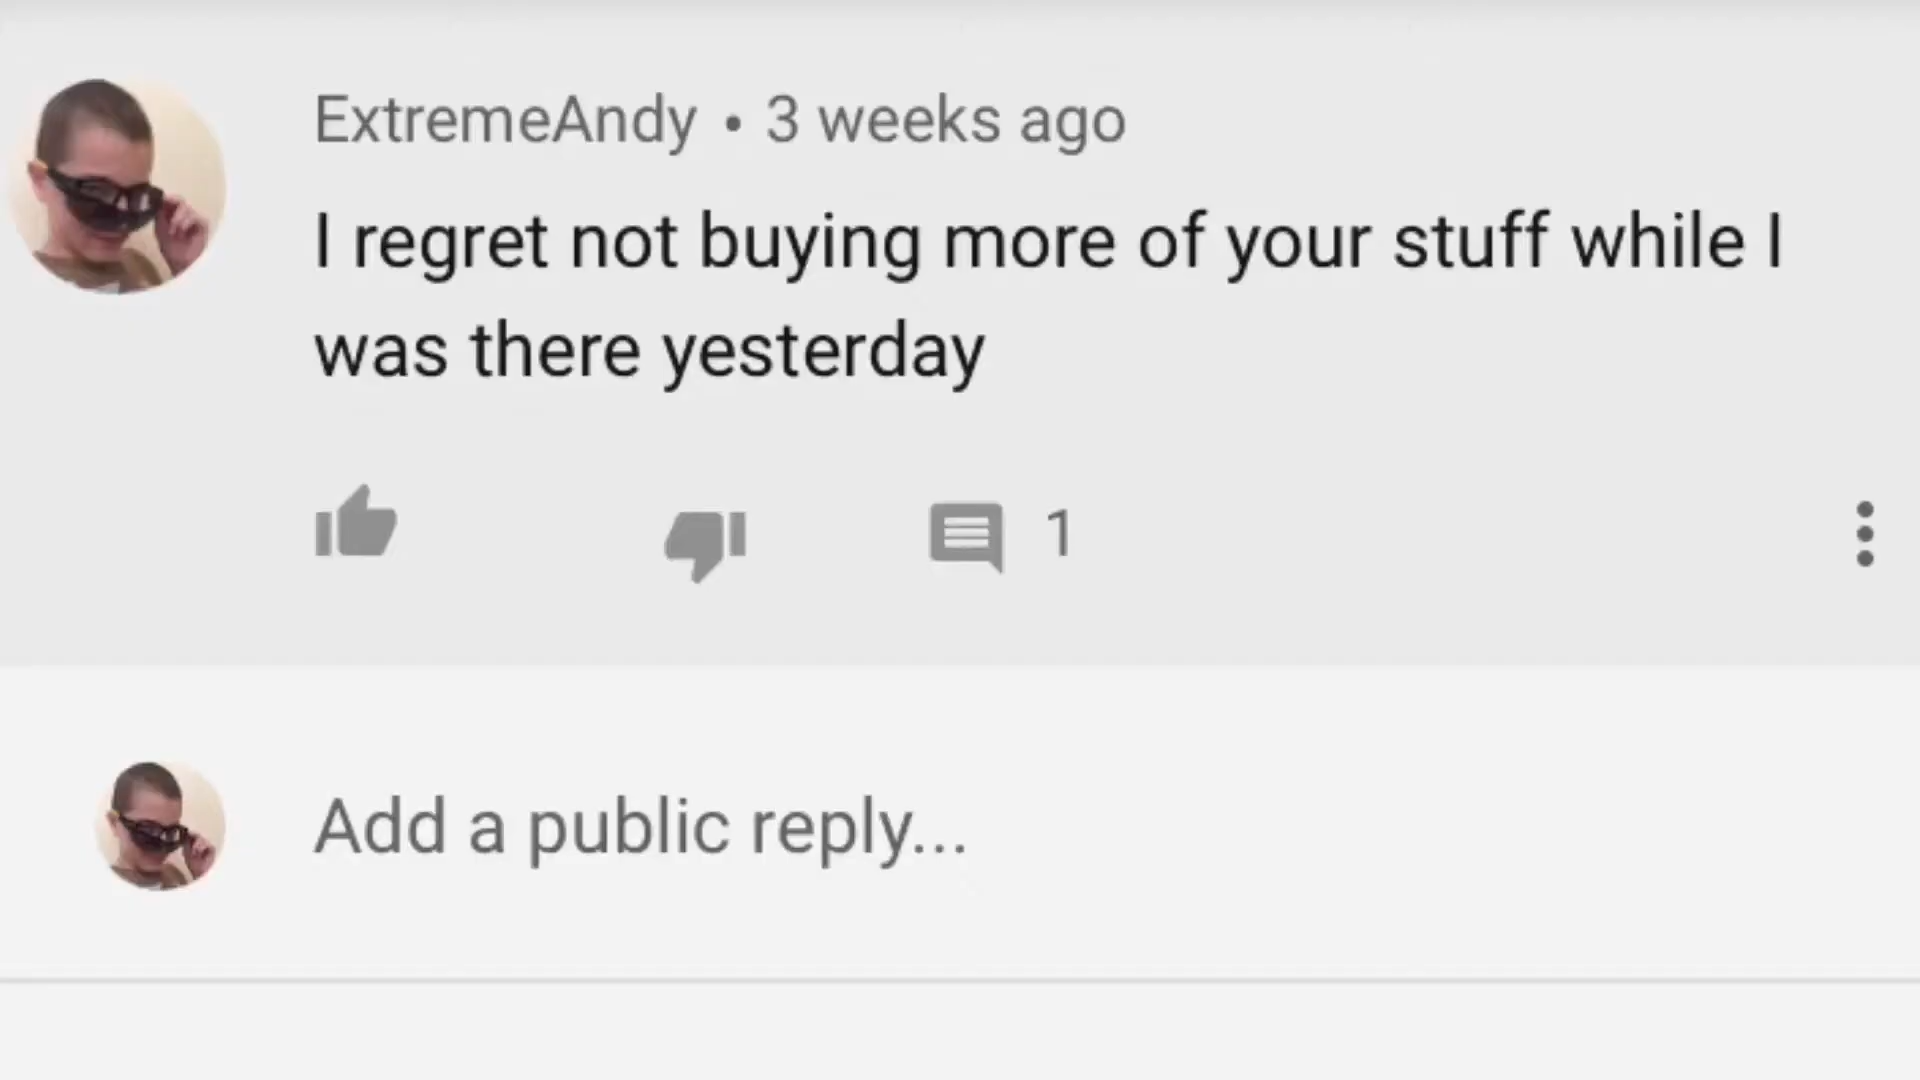 ExtremeAndy • 3 weeks ago
I regret not buying more of your stuff while I
was there yesterday
1
Add a public reply...